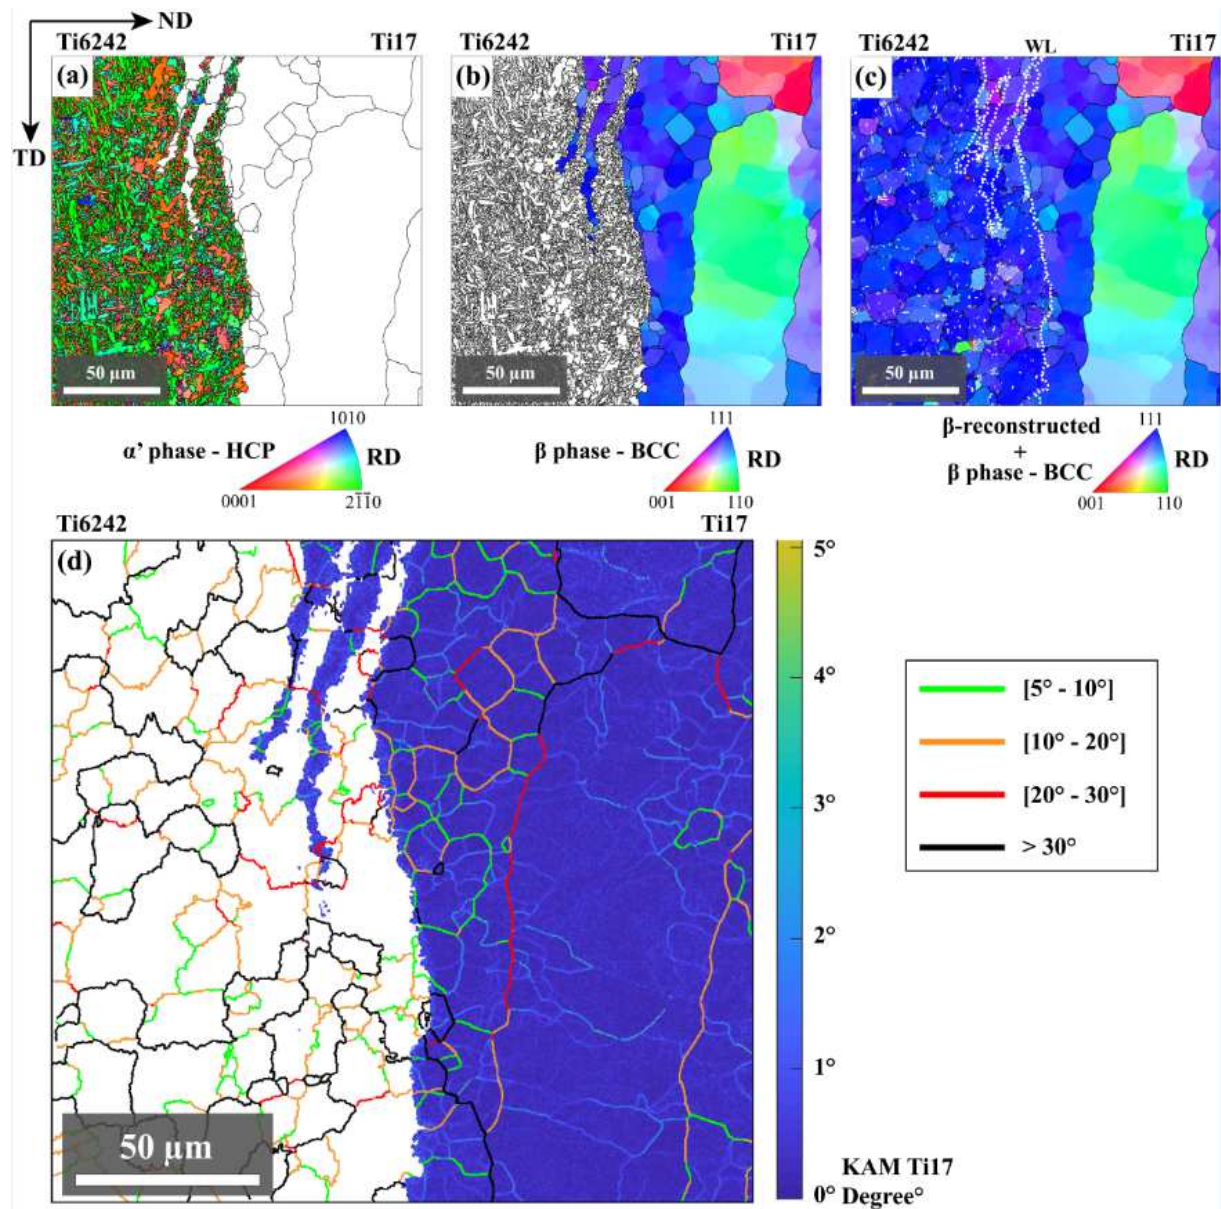 ND
Ti6242 Ti17 Ti6242 Ti17 Ti6242 WL Ti17
(a) (b) (c)
TD
50 µm 50 µm 50 µm
1010 111 111
α' phase - HCP RD β phase - BCC RD β-reconstructed + β phase - BCC RD
0001 2110 001 110 001 110
Ti6242 Ti17
(d)
5°
4°
[5° - 10°]
[10° - 20°]
[20° - 30°]
> 30°
3°
2°
1°
50 µm
KAM Ti17
0° Degree°